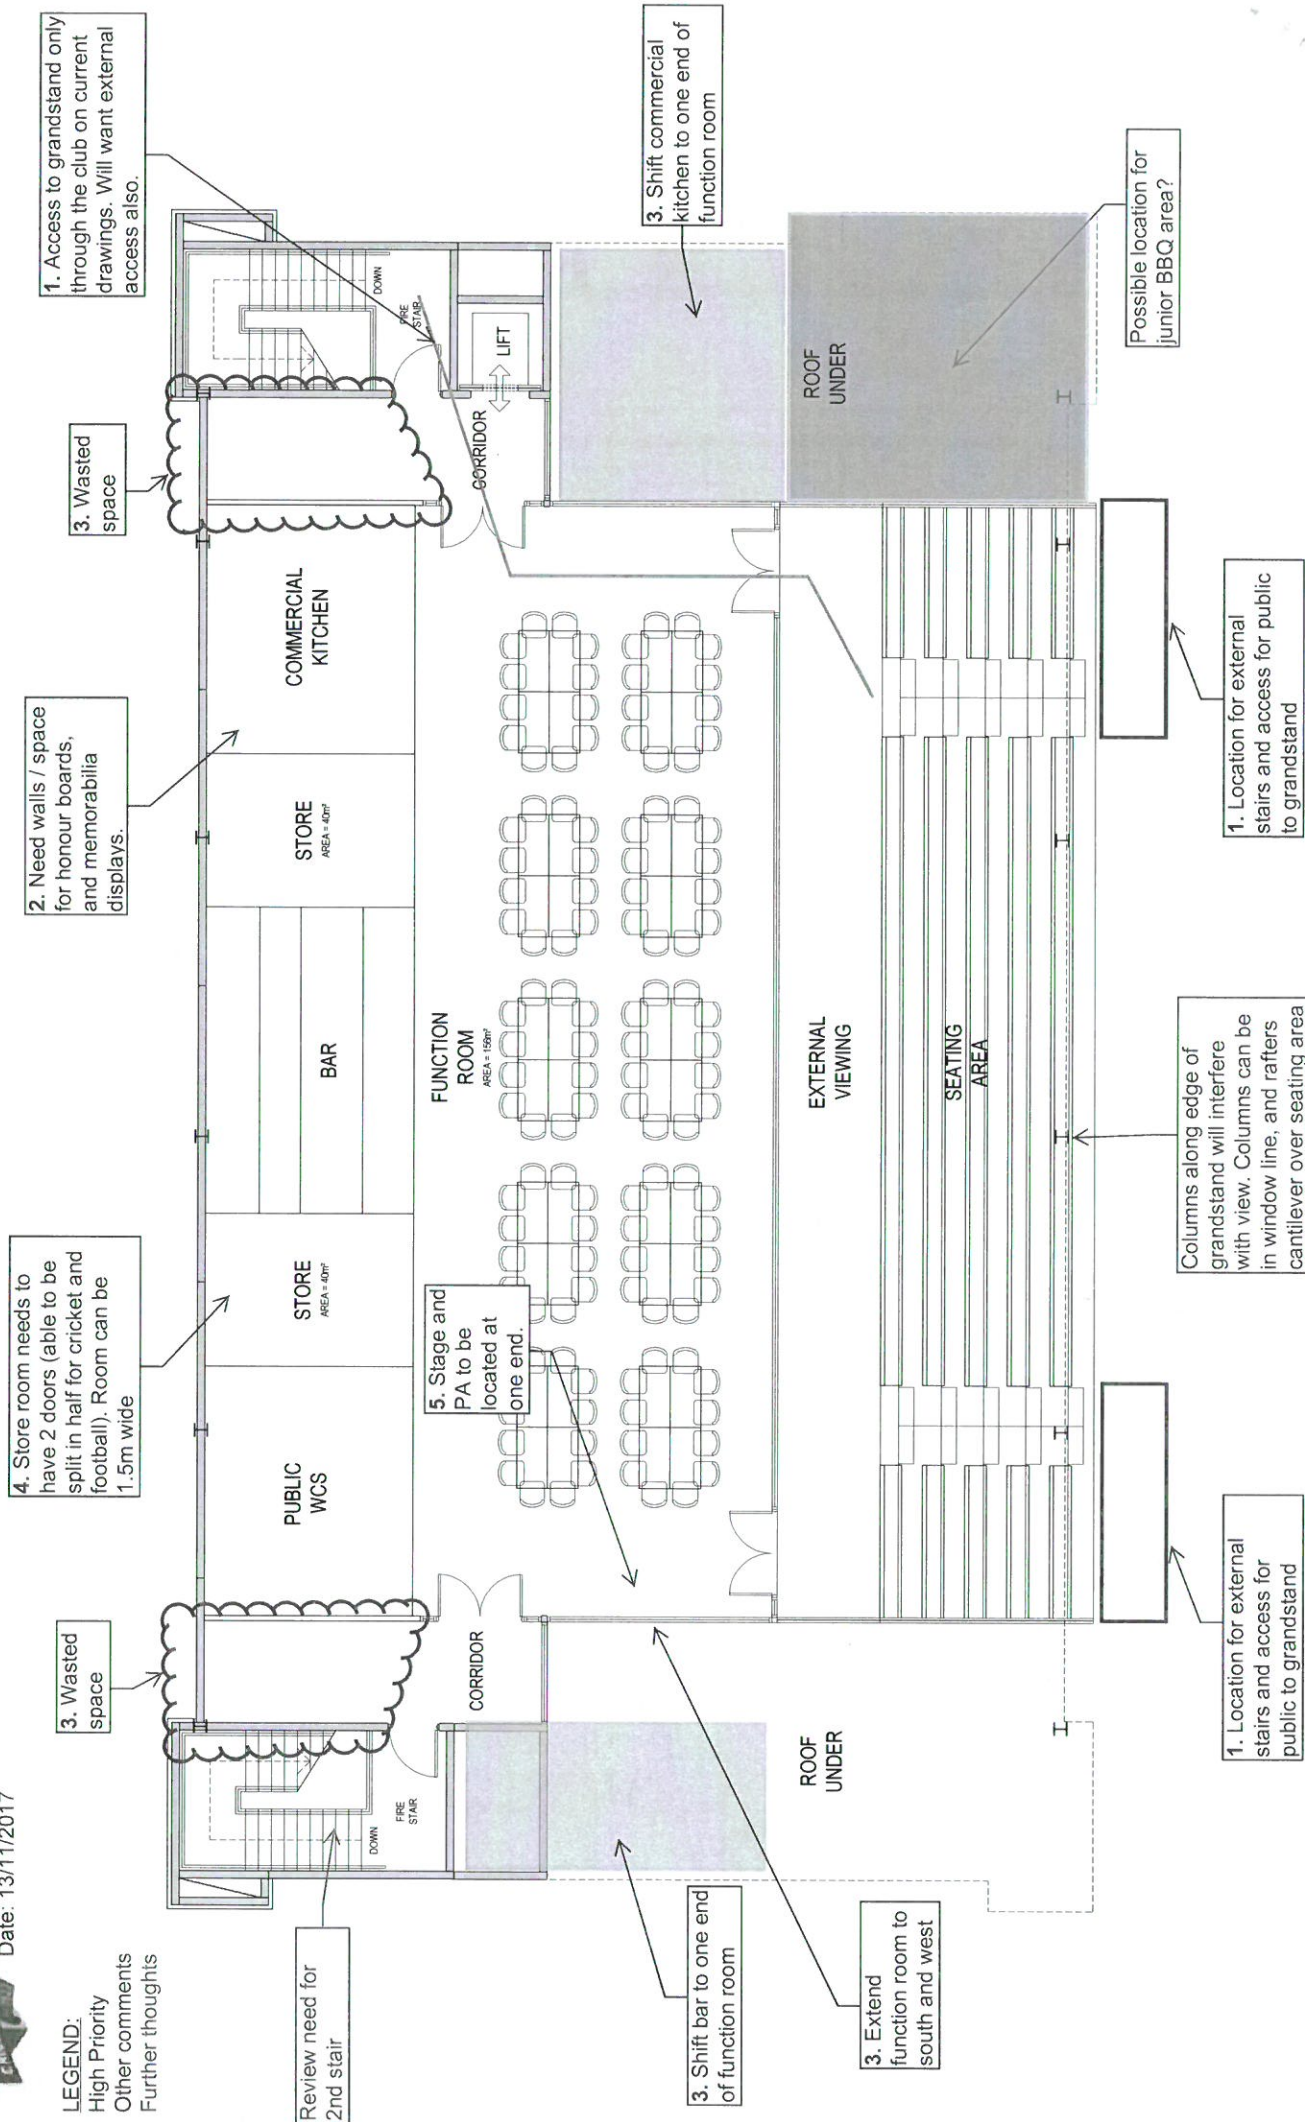 Date: 13/11/2017
LEGEND:
High Priority
Other comments
Further thoughts
Review need for
2nd stair
3. Wasted
space
4. Store room needs to
have 2 doors (able to be
split in half for cricket and
football). Room can be
1.5m wide
2. Need walls / space
for honour boards,
and memorabilia
displays.
3. Wasted
space
1. Access to grandstand only
through the club on current
drawings. Will want external
access also.
DOWN
FIRE
STAIR
CORRIDOR
PUBLIC
WCS
STORE
AREA = 40m²
BAR
STORE
AREA = 40m²
COMMERCIAL
KITCHEN
DOWN
FIRE
STAIR
LIFT
CORRIDOR
FUNCTION
ROOM
AREA = 156m²
5. Stage and
PA to be
located at
one end.
3. Shift bar to one end
of function room
3. Extend
function room to
south and west
ROOF
UNDER
EXTERNAL
VIEWING
SEATING
AREA
ROOF
UNDER
3. Shift commercial
kitchen to one end of
function room
Possible location for
junior BBQ area?
1. Location for external
stairs and access for
public to grandstand
Columns along edge of
grandstand will interfere
with view. Columns can be
in window line, and rafters
cantilever over seating area
1. Location for external
stairs and access for public
to grandstand